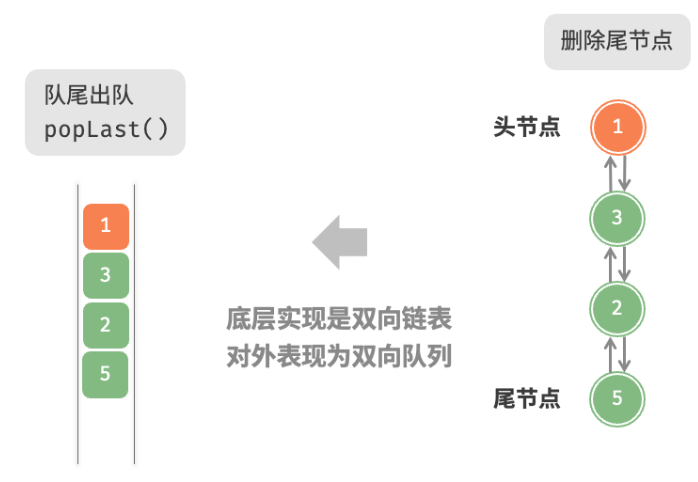 删除尾节点
队尾出队
popLast()
头节点
1
3
2
5
尾节点
1
3
2
5
底层实现是双向链表
对外表现为双向队列